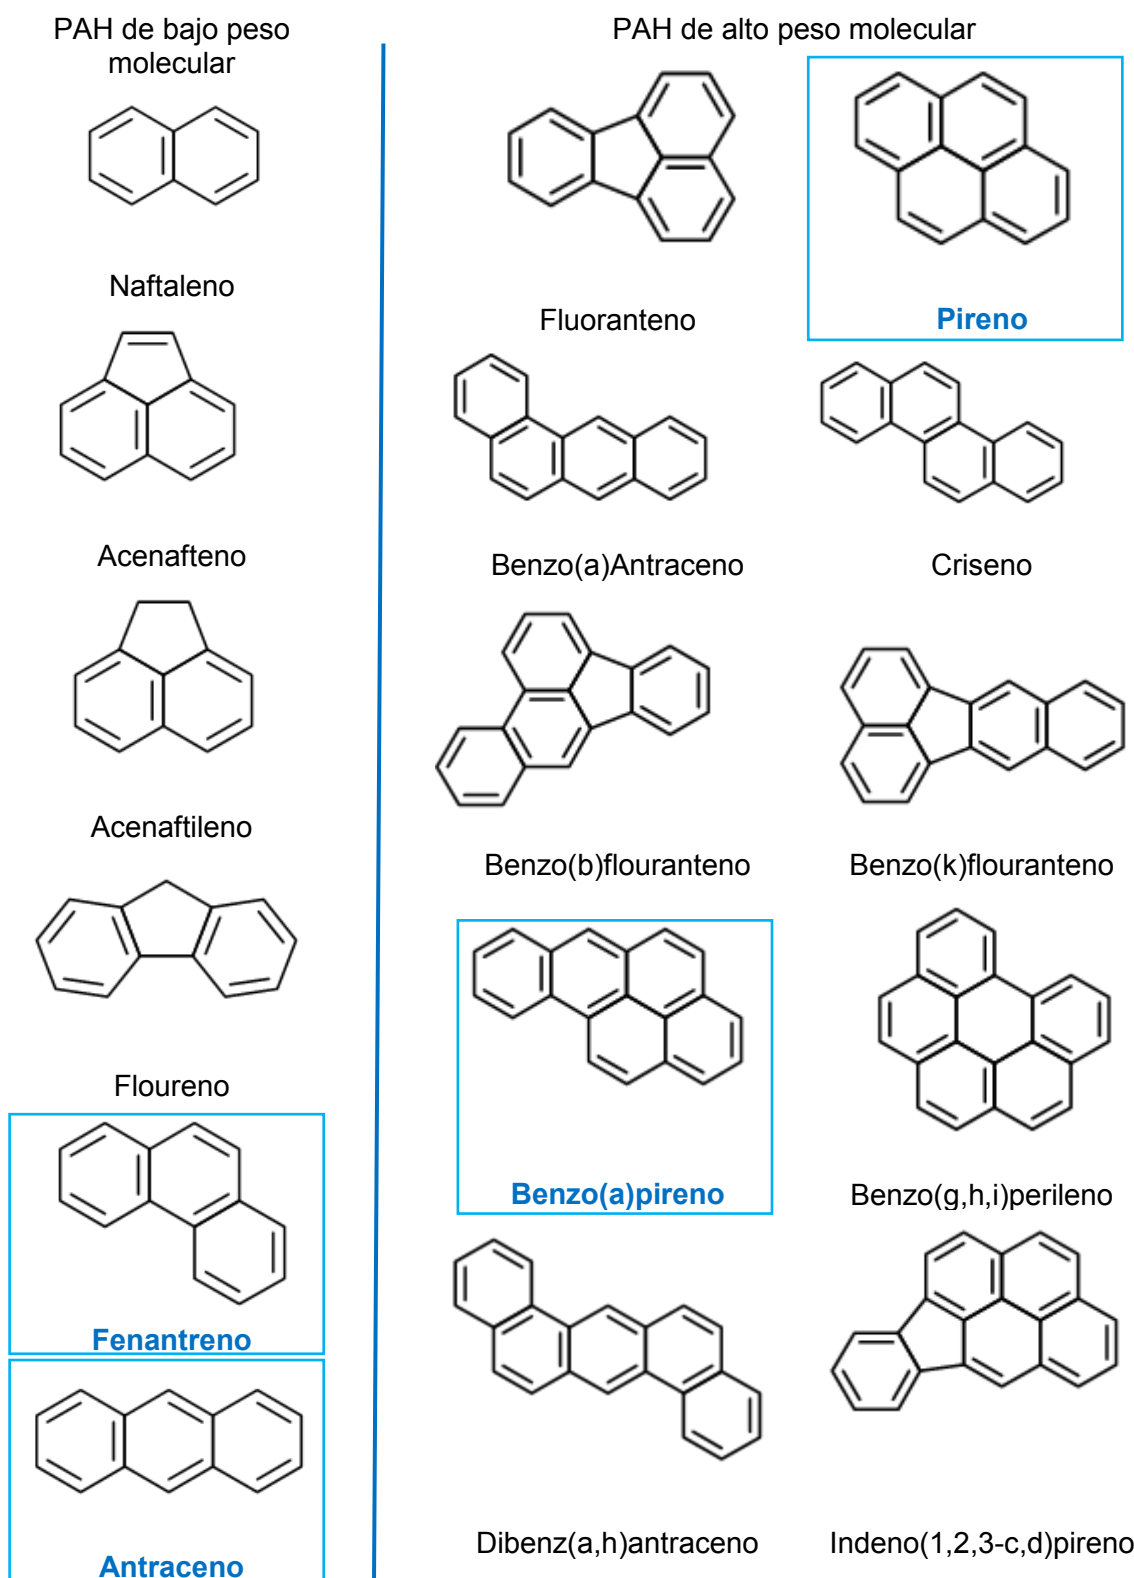 PAH de bajo peso
molecular
Naftaleno
Acenafteno
Acenaftileno
Floureno
Fenantreno
Antraceno
PAH de alto peso molecular
Fluoranteno
Pireno
Benzo(a)Antraceno
Criseno
Benzo(b)flouranteno
Benzo(k)flouranteno
Benzo(a)pireno
Benzo(g,h,i)perileno
Dibenz(a,h)antraceno
Indeno(1,2,3-c,d)pireno